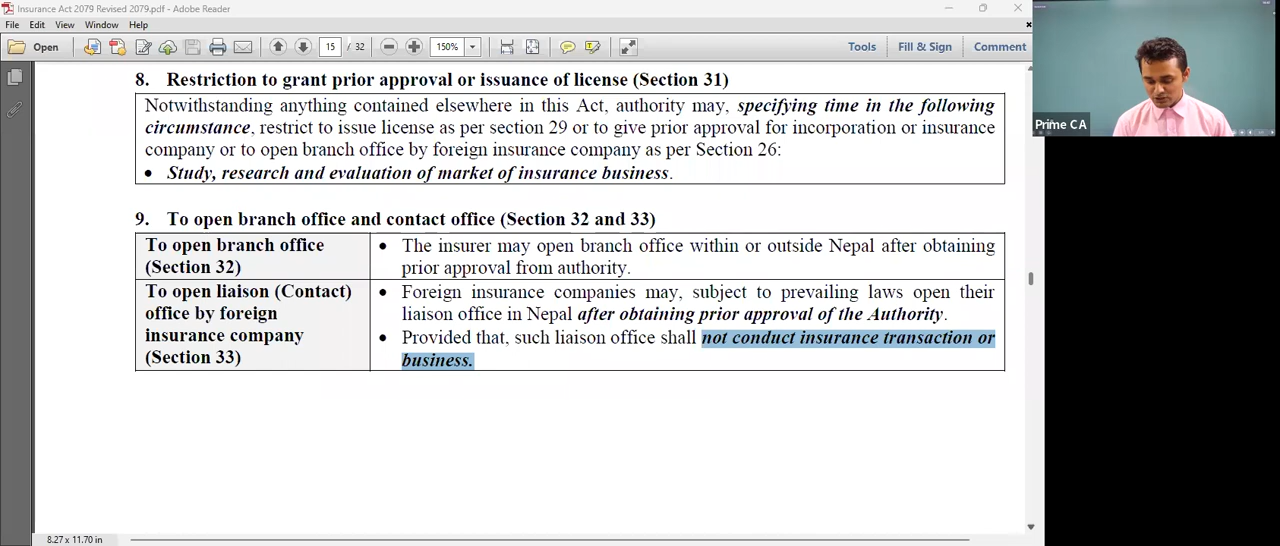 Insurance Act 2079 Revised 2079.pdf - Adobe Reader
File Edit View Window Help
Open 15 / 32 150% Tools Fill & Sign Comment
Prime CA
8. Restriction to grant prior approval or issuance of license (Section 31)
Notwithstanding anything contained elsewhere in this Act, authority may, specifying time in the following
circumstance, restrict to issue license as per section 29 or to give prior approval for incorporation or insurance
company or to open branch office by foreign insurance company as per Section 26:
• Study, research and evaluation of market of insurance business.
9. To open branch office and contact office (Section 32 and 33)
To open branch office
(Section 32)
• The insurer may open branch office within or outside Nepal after obtaining
prior approval from authority.
To open liaison (Contact)
office by foreign
insurance company
(Section 33)
• Foreign insurance companies may, subject to prevailing laws open their
liaison office in Nepal after obtaining prior approval of the Authority.
• Provided that, such liaison office shall not conduct insurance transaction or
business.
8.27 x 11.70 in